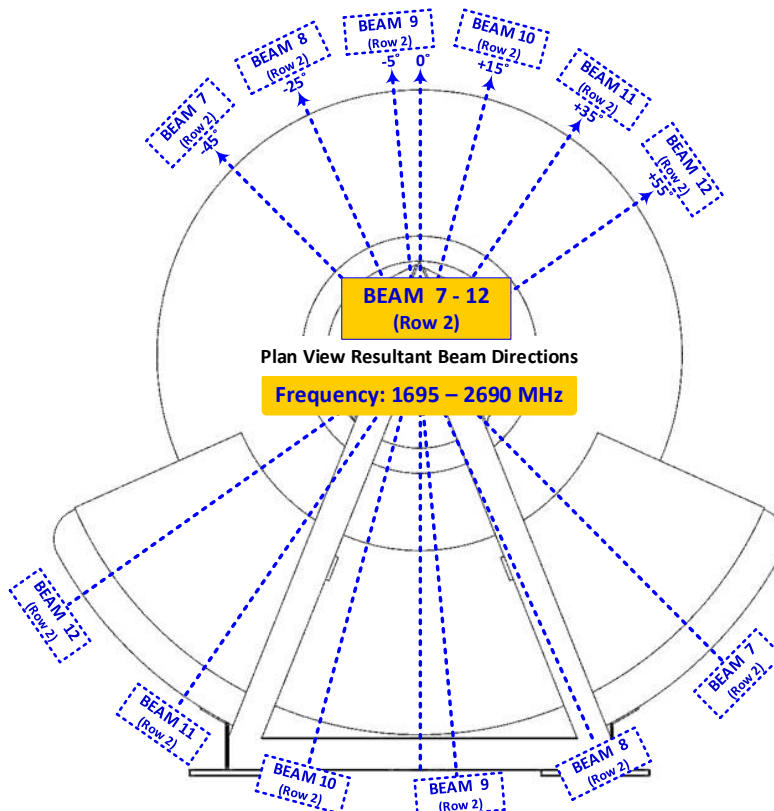 BEAM 9
(Row 2)
-5°
0°
BEAM 10
(Row 2)
+15°
BEAM 8
(Row 2)
-25°
BEAM 11
(Row 2)
+35°
BEAM 7
(Row 2)
-45°
BEAM 12
(Row 2)
+55°
BEAM 7 - 12
(Row 2)
Plan View Resultant Beam Directions
Frequency: 1695 – 2690 MHz
BEAM 12
(Row 2)
BEAM 11
(Row 2)
BEAM 10
(Row 2)
BEAM 9
(Row 2)
BEAM 8
(Row 2)
BEAM 7
(Row 2)